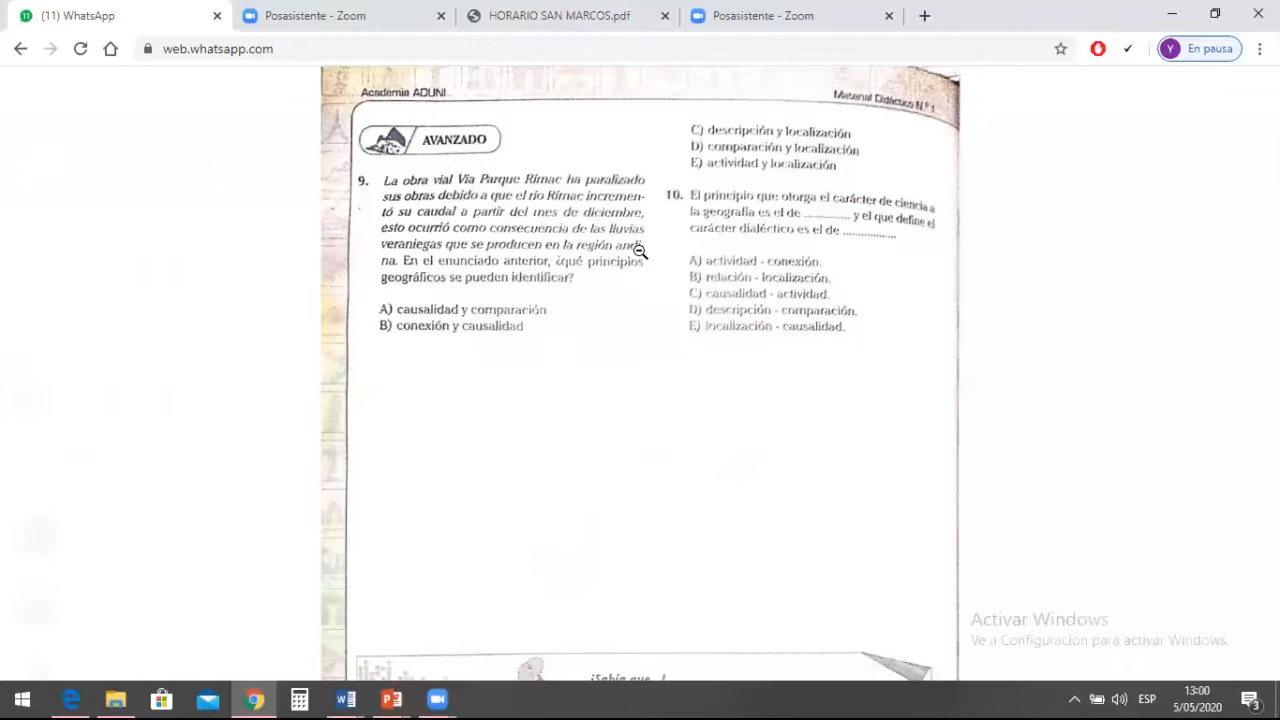 (11) WhatsApp
Posasistente - Zoom
HORARIO SAN MARCOS.pdf
Posasistente - Zoom
web.whatsapp.com
Y En pausa
Academia ADUNI
Material Didáctico N.º 1
AVANZADO
9. La obra vial Vía Parque Rímac ha paralizado
sus obras debido a que el río Rímac incremen-
tó su caudal a partir del mes de diciembre,
esto ocurrió como consecuencia de las lluvias
veraniegas que se producen en la región andi-
na. En el enunciado anterior, ¿qué principios
geográficos se pueden identificar?
A) causalidad y comparación
B) conexión y causalidad
C) descripción y localización
D) comparación y localización
E) actividad y localización
10. El principio que otorga el carácter de ciencia a
la geografía es el de .............. y el que define el
carácter dialéctico es el de ................
A) actividad - conexión.
B) relación - localización.
C) causalidad - actividad.
D) descripción - comparación.
E) localización - causalidad.
¿Sabía que...!
Activar Windows
Ve a Configuración para activar Windows.
ESP
13:00
5/05/2020
3